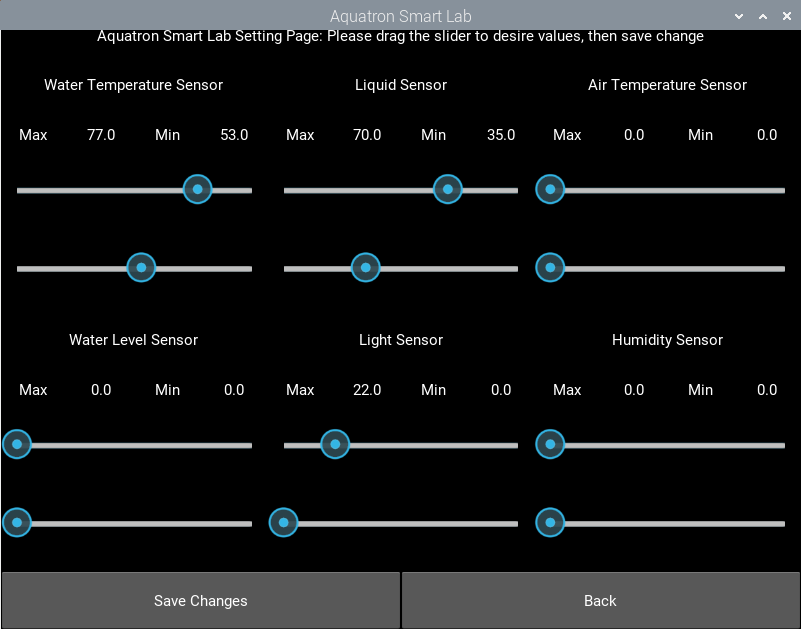 Aquatron Smart Lab
Aquatron Smart Lab Setting Page: Please drag the slider to desire values, then save change
Water Temperature Sensor Liquid Sensor Air Temperature Sensor
Max 77.0 Min 53.0 Max 70.0 Min 35.0 Max 0.0 Min 0.0
Water Level Sensor Light Sensor Humidity Sensor
Max 0.0 Min 0.0 Max 22.0 Min 0.0 Max 0.0 Min 0.0
Save Changes Back